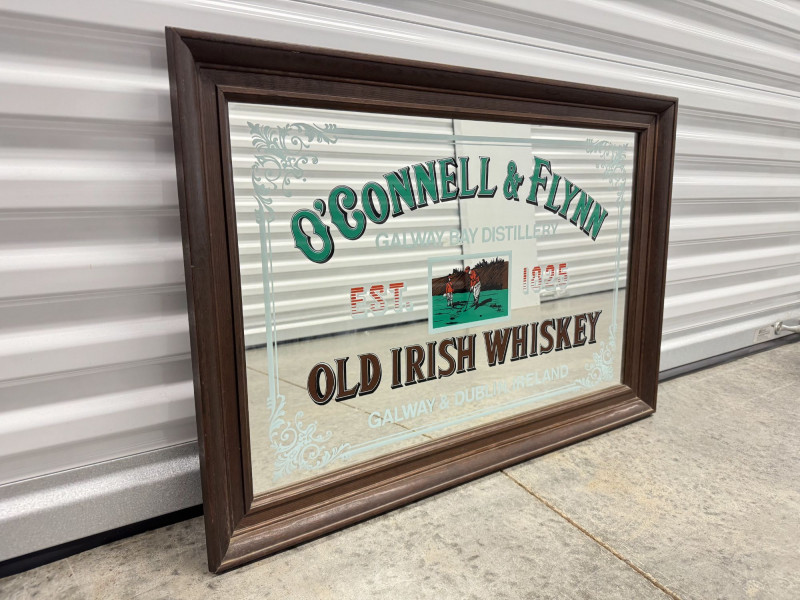 O'CONNELL & FLYNN
GALWAY BAY DISTILLERY
EST. 1825
OLD IRISH WHISKEY
GALWAY & DUBLIN, IRELAND